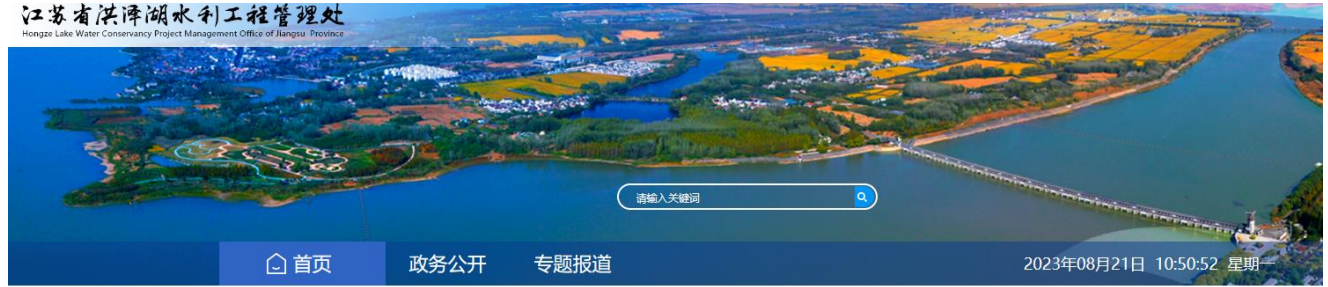 江苏省洪泽湖水利工程管理处
Hongze Lake Water Conservancy Project Management Office of Jiangsu Province
请输入关键词
首页 政务公开 专题报道 2023年08月21日 10:50:52 星期一